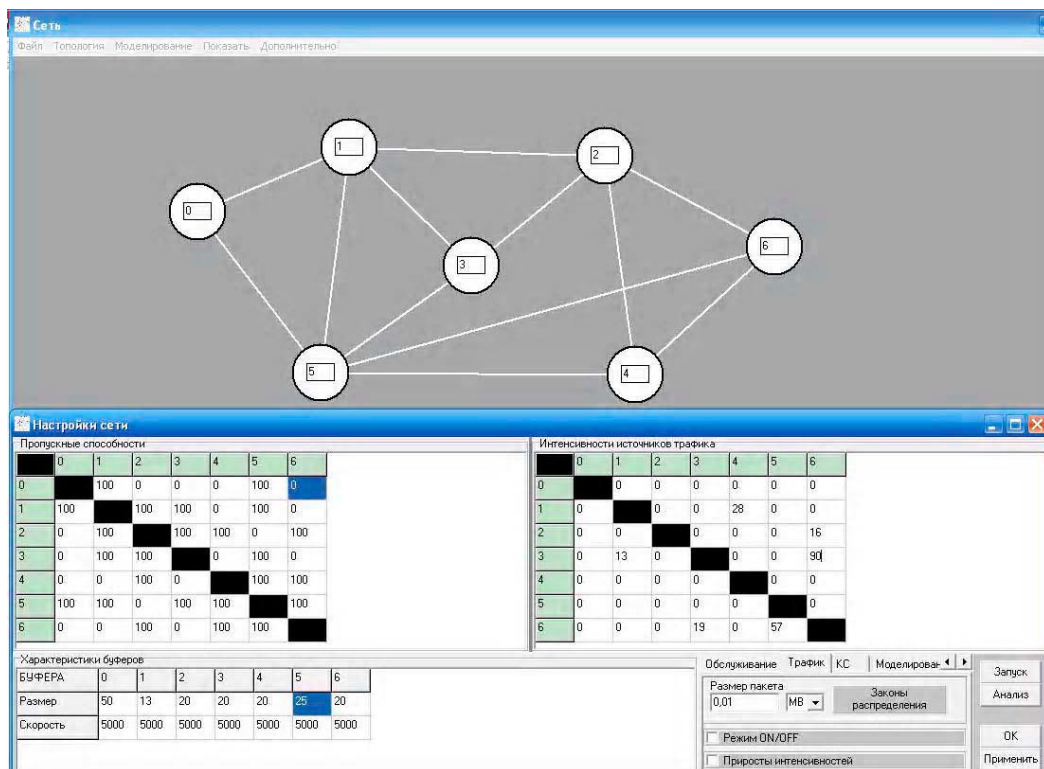 Сеть
Файл Топология Моделирование Показать Дополнительно
1
2
0
6
3
5
4
Настройки сети
Пропускные способности
0 1 2 3 4 5 6
0 100 0 0 0 100 0
1 100 100 100 0 100 0
2 0 100 100 100 0 100
3 0 100 100 0 100 0
4 0 0 100 0 100 100
5 100 100 0 100 100 100
6 0 0 100 0 100 100
Интенсивности источников трафика
0 1 2 3 4 5 6
0 0 0 0 0 0 0
1 0 0 0 28 0 0
2 0 0 0 0 0 16
3 0 13 0 0 0 90
4 0 0 0 0 0 0
5 0 0 0 0 0 0
6 0 0 0 19 0 57
Характеристики буферов
БУФЕРА 0 1 2 3 4 5 6
Размер 50 13 20 20 20 25 20
Скорость 5000 5000 5000 5000 5000 5000 5000
Обслуживание Трафик КС Моделирован
Размер пакета
0,01 МВ
Законы
распределения
Режим ON/OFF
Приросты интенсивностей
Запуск
Анализ
OK
Применить